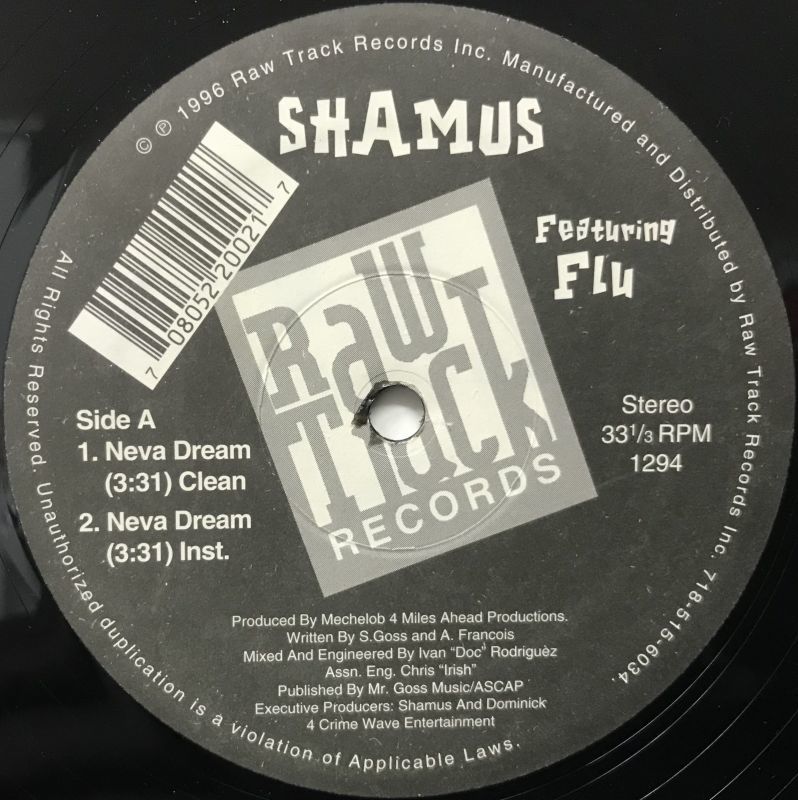 © ℗ 1996 Raw Track Records Inc. Manufactured and Distributed by Raw Track Records Inc. 718-515-6034.
SHAMUS
Featuring
Flu
7 08052 20021 7
RaW
TRack
RECORDS
Side A
1. Neva Dream
(3:31) Clean
2. Neva Dream
(3:31) Inst.
Stereo
33 1/3 RPM
1294
Produced By Mechelob 4 Miles Ahead Productions.
Written By S.Goss and A. Francois
Mixed And Engineered By Ivan "Doc" Rodriguèz
Assn. Eng. Chris "Irish"
Published By Mr. Goss Music/ASCAP
Executive Producers: Shamus And Dominick
4 Crime Wave Entertainment
All Rights Reserved. Unauthorized duplication is a violation of Applicable Laws.